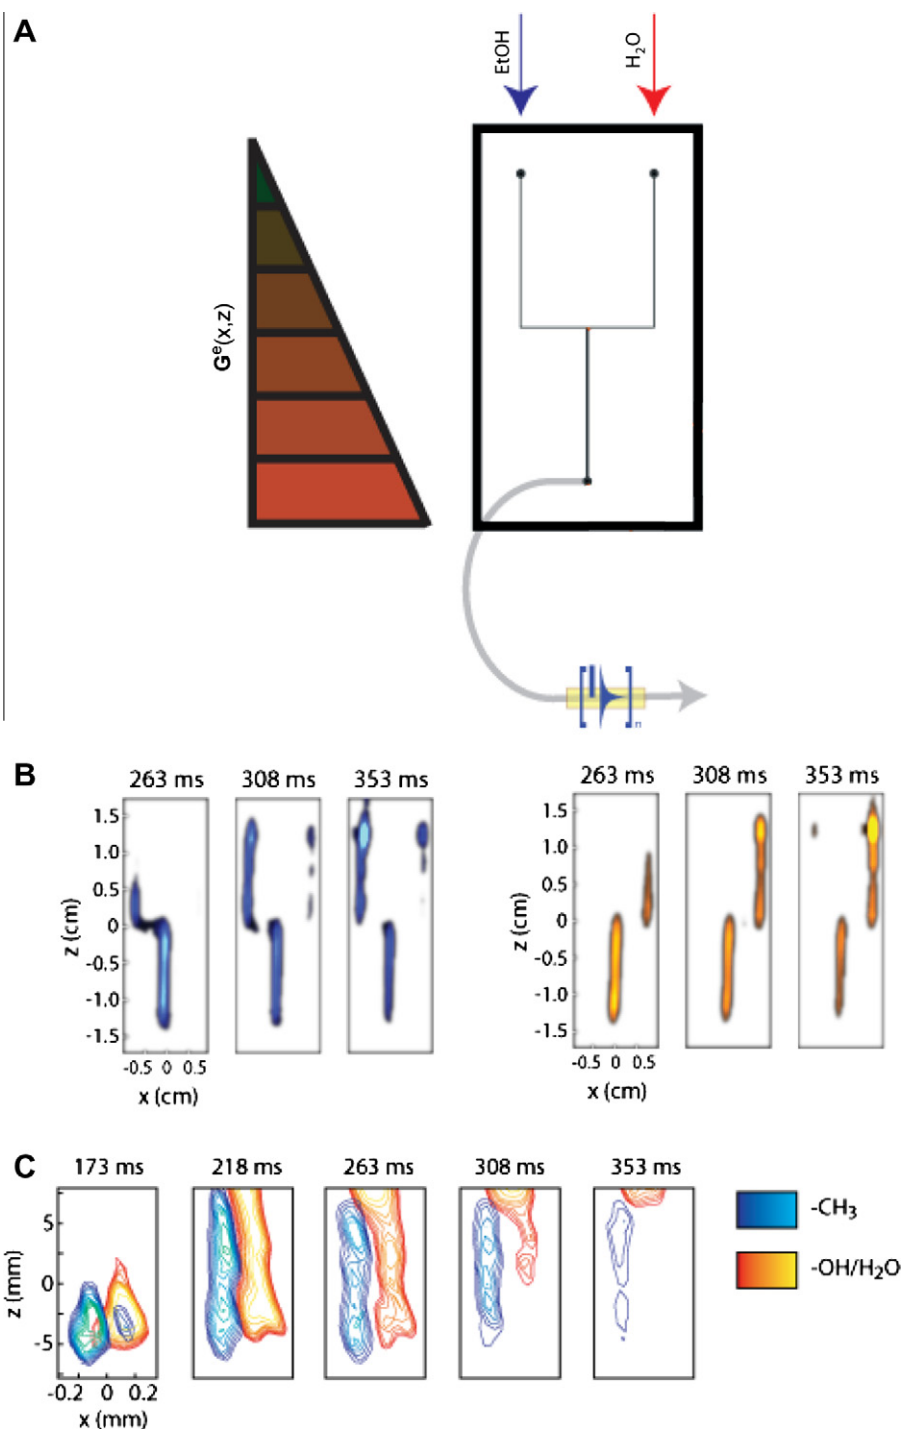 A
EtOH
H₂O
Gᵉ(x,z)
n
B
263 ms 308 ms 353 ms
263 ms 308 ms 353 ms
1.5
1.0
0.5
0
-0.5
-1.0
-1.5
z (cm)
-0.5 0 0.5
x (cm)
1.5
1.0
0.5
0
-0.5
-1.0
-1.5
z (cm)
-0.5 0 0.5
x (cm)
C
173 ms 218 ms 263 ms 308 ms 353 ms
5
0
-5
z (mm)
-0.2 0 0.2
x (mm)
-CH₃
-OH/H₂O